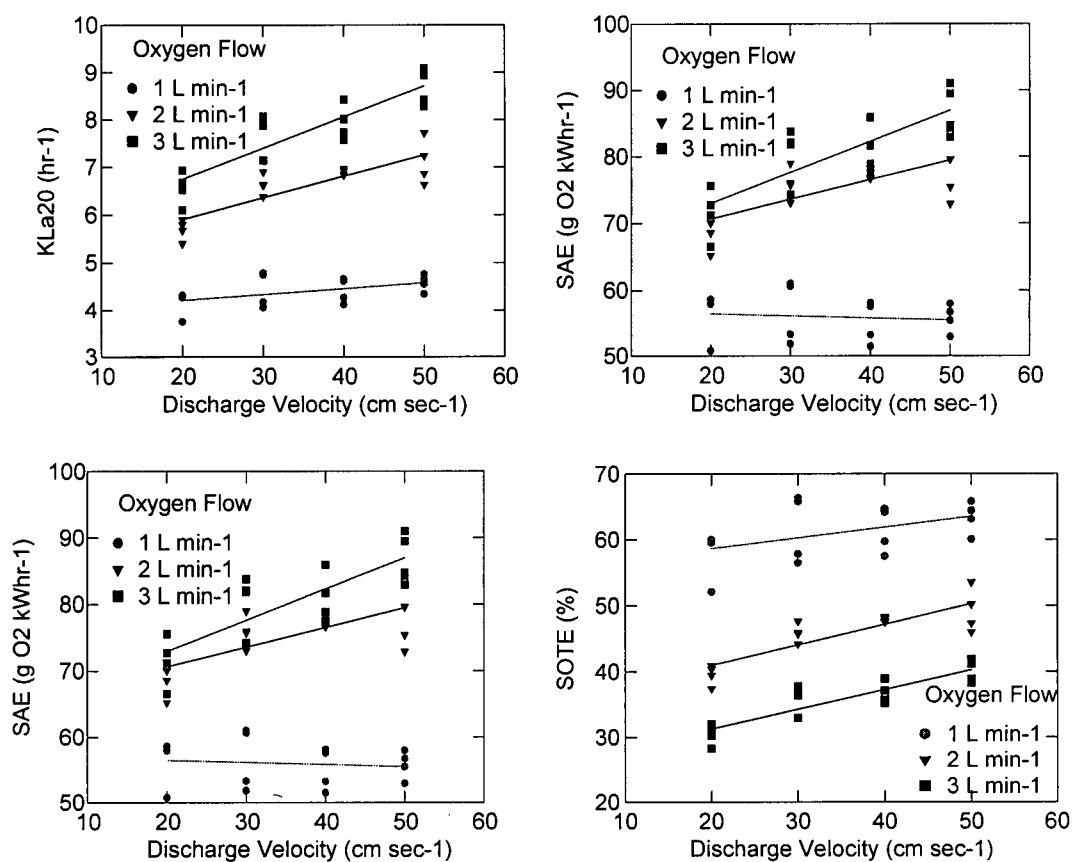 KLa20 (hr-1)
10
9
8
7
6
5
4
3
Oxygen Flow
1 L min-1
2 L min-1
3 L min-1
10 20 30 40 50 60
Discharge Velocity (cm sec-1)
SAE (g O2 kWhr-1)
100
90
80
70
60
50
Oxygen Flow
1 L min-1
2 L min-1
3 L min-1
10 20 30 40 50 60
Discharge Velocity (cm sec-1)
SAE (g O2 kWhr-1)
100
90
80
70
60
50
Oxygen Flow
1 L min-1
2 L min-1
3 L min-1
10 20 30 40 50 60
Discharge Velocity (cm sec-1)
SOTE (%)
70
60
50
40
30
20
Oxygen Flow
1 L min-1
2 L min-1
3 L min-1
10 20 30 40 50 60
Discharge Velocity (cm sec-1)